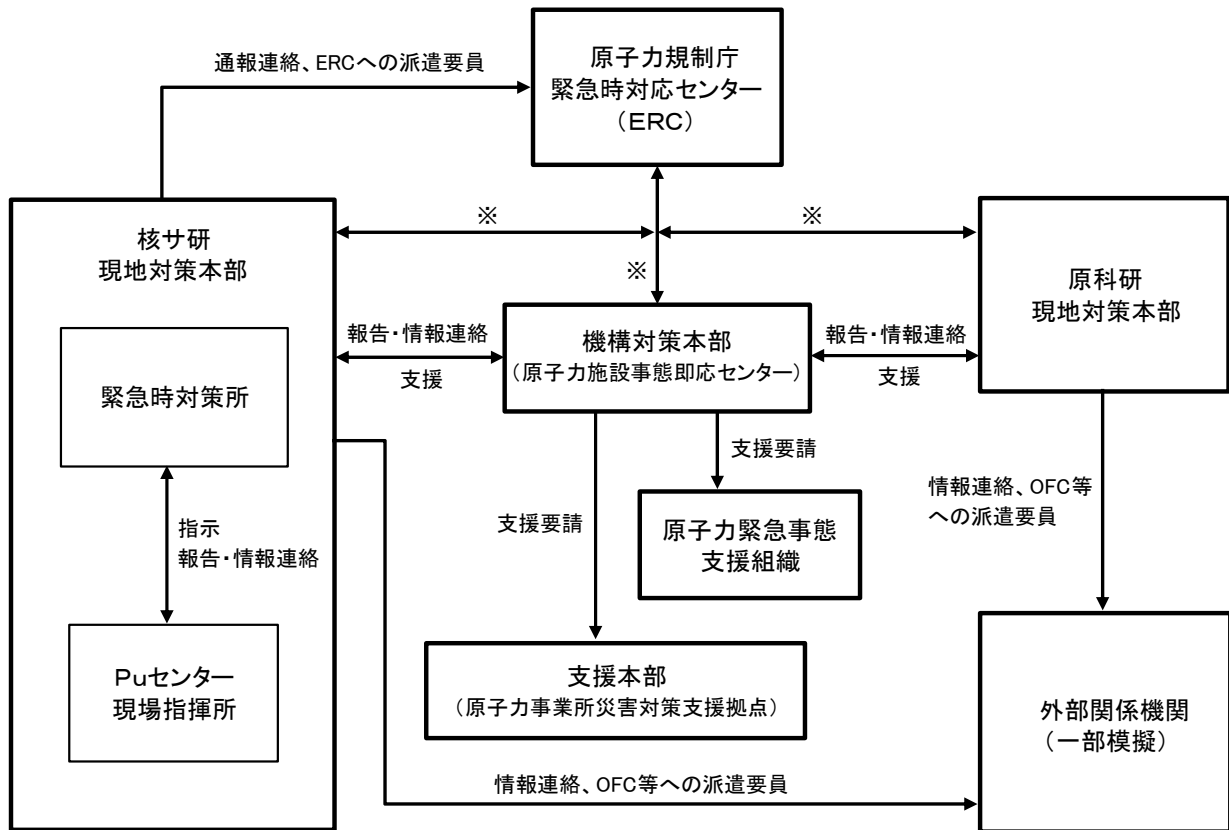 通報連絡、ERCへの派遣要員
原子力規制庁
緊急時対応センター
（ERC）
※
※
※
核サ研
現地対策本部
原科研
現地対策本部
報告・情報連絡
支援
機構対策本部
（原子力施設事態即応センター）
報告・情報連絡
支援
緊急時対策所
支援要請
支援要請
情報連絡、OFC等
への派遣要員
指示
報告・情報連絡
原子力緊急事態
支援組織
Puセンター
現場指揮所
支援本部
（原子力事業所災害対策支援拠点）
外部関係機関
（一部模擬）
情報連絡、OFC等への派遣要員